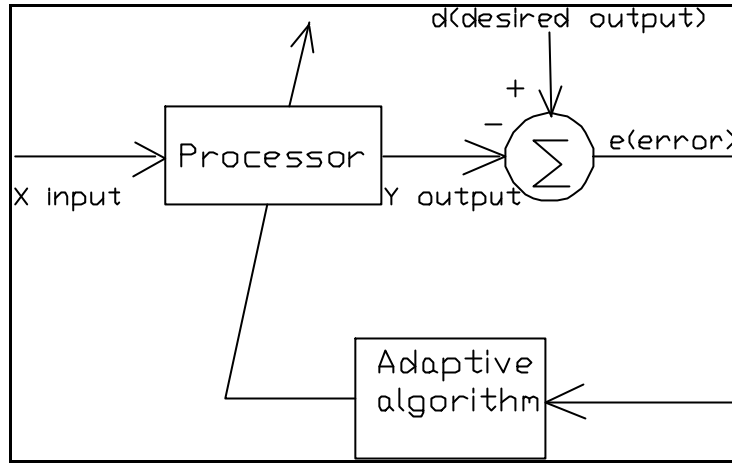 d(desired output)
+
−
Processor
Σ
e(error)
X input
Y output
Adaptive
algorithm